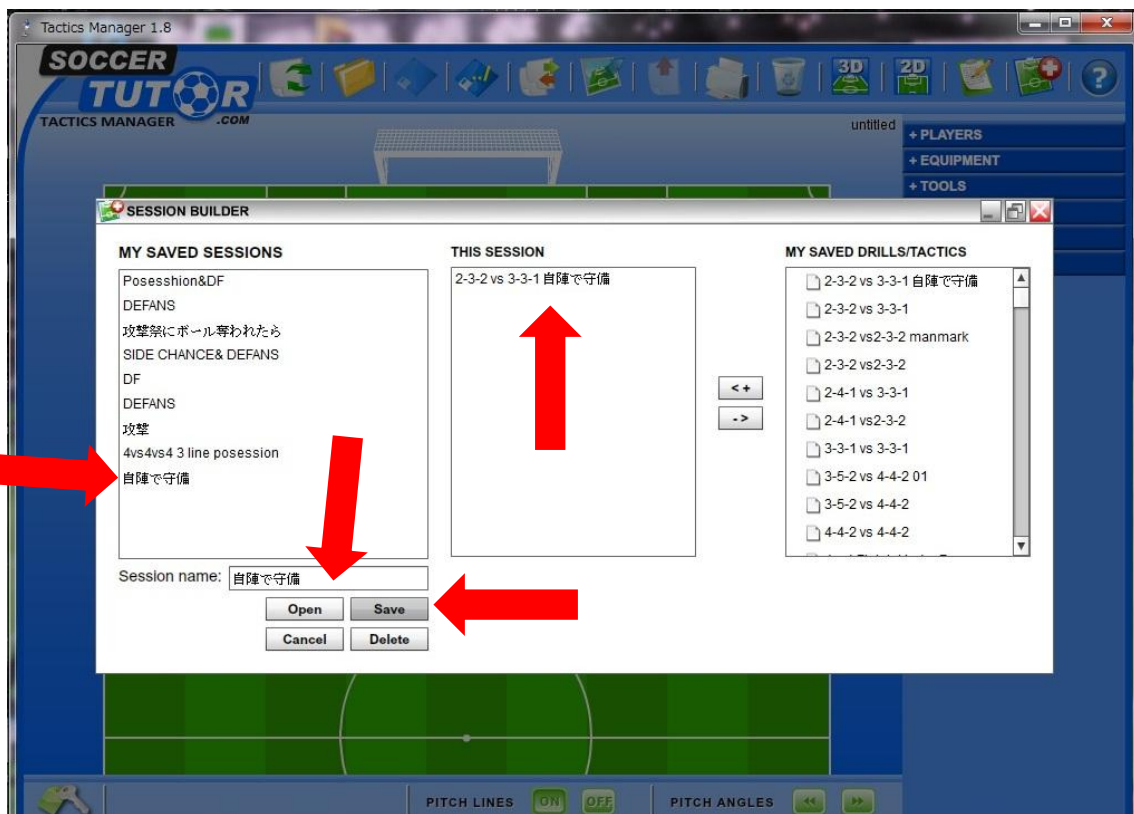 Tactics Manager 1.8
SOCCER
TUTOR
.COM
TACTICS MANAGER
3D
2D
?
untitled
+ PLAYERS
+ EQUIPMENT
+ TOOLS
SESSION BUILDER
MY SAVED SESSIONS
Posesshion&DF
DEFANS
攻撃祭にボール奪われたら
SIDE CHANCE& DEFANS
DF
DEFANS
攻撃
4vs4vs4 3 line posession
自陣で守備
Session name: 自陣で守備
Open
Save
Cancel
Delete
THIS SESSION
2-3-2 vs 3-3-1 自陣で守備
<+
->
MY SAVED DRILLS/TACTICS
2-3-2 vs 3-3-1 自陣で守備
2-3-2 vs 3-3-1
2-3-2 vs2-3-2 manmark
2-3-2 vs2-3-2
2-4-1 vs 3-3-1
2-4-1 vs2-3-2
3-3-1 vs 3-3-1
3-5-2 vs 4-4-2 01
3-5-2 vs 4-4-2
4-4-2 vs 4-4-2
PITCH LINES ON OFF
PITCH ANGLES